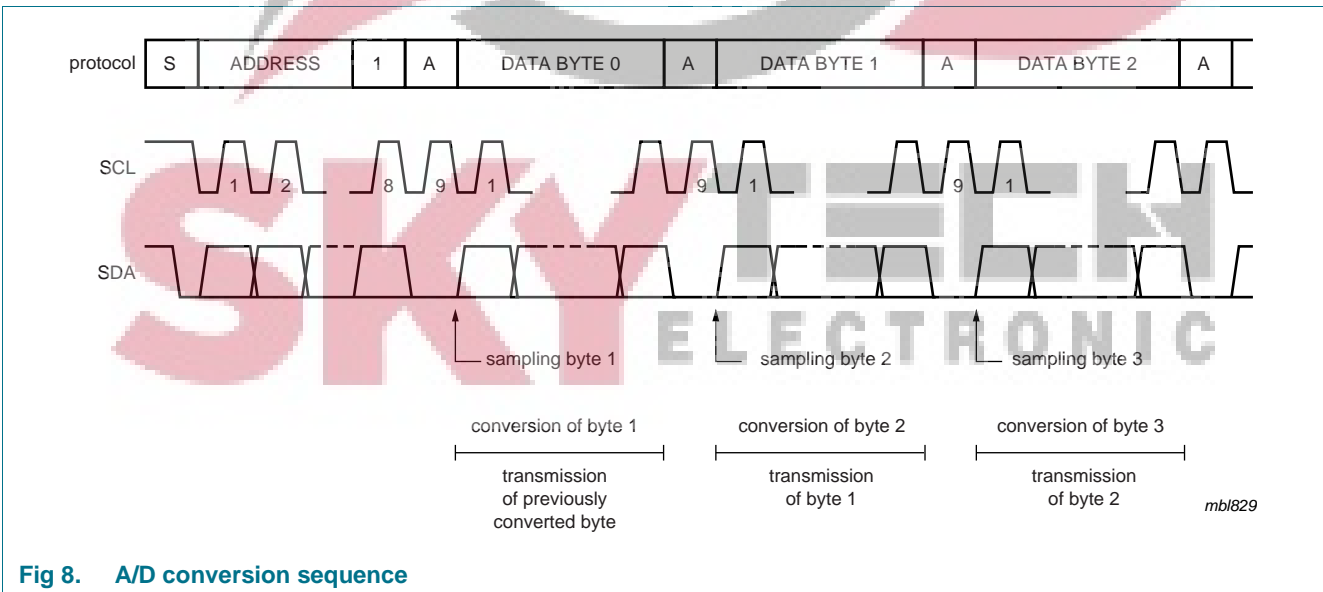 protocol S ADDRESS 1 A DATA BYTE 0 A DATA BYTE 1 A DATA BYTE 2 A
SCL 1 2 8 9 1 9 1 9 1
SDA
SKY TECH
ELECTRONIC
sampling byte 1 sampling byte 2 sampling byte 3
conversion of byte 1 conversion of byte 2 conversion of byte 3
transmission transmission transmission
of previously of byte 1 of byte 2
converted byte
mbl829
Fig 8. A/D conversion sequence